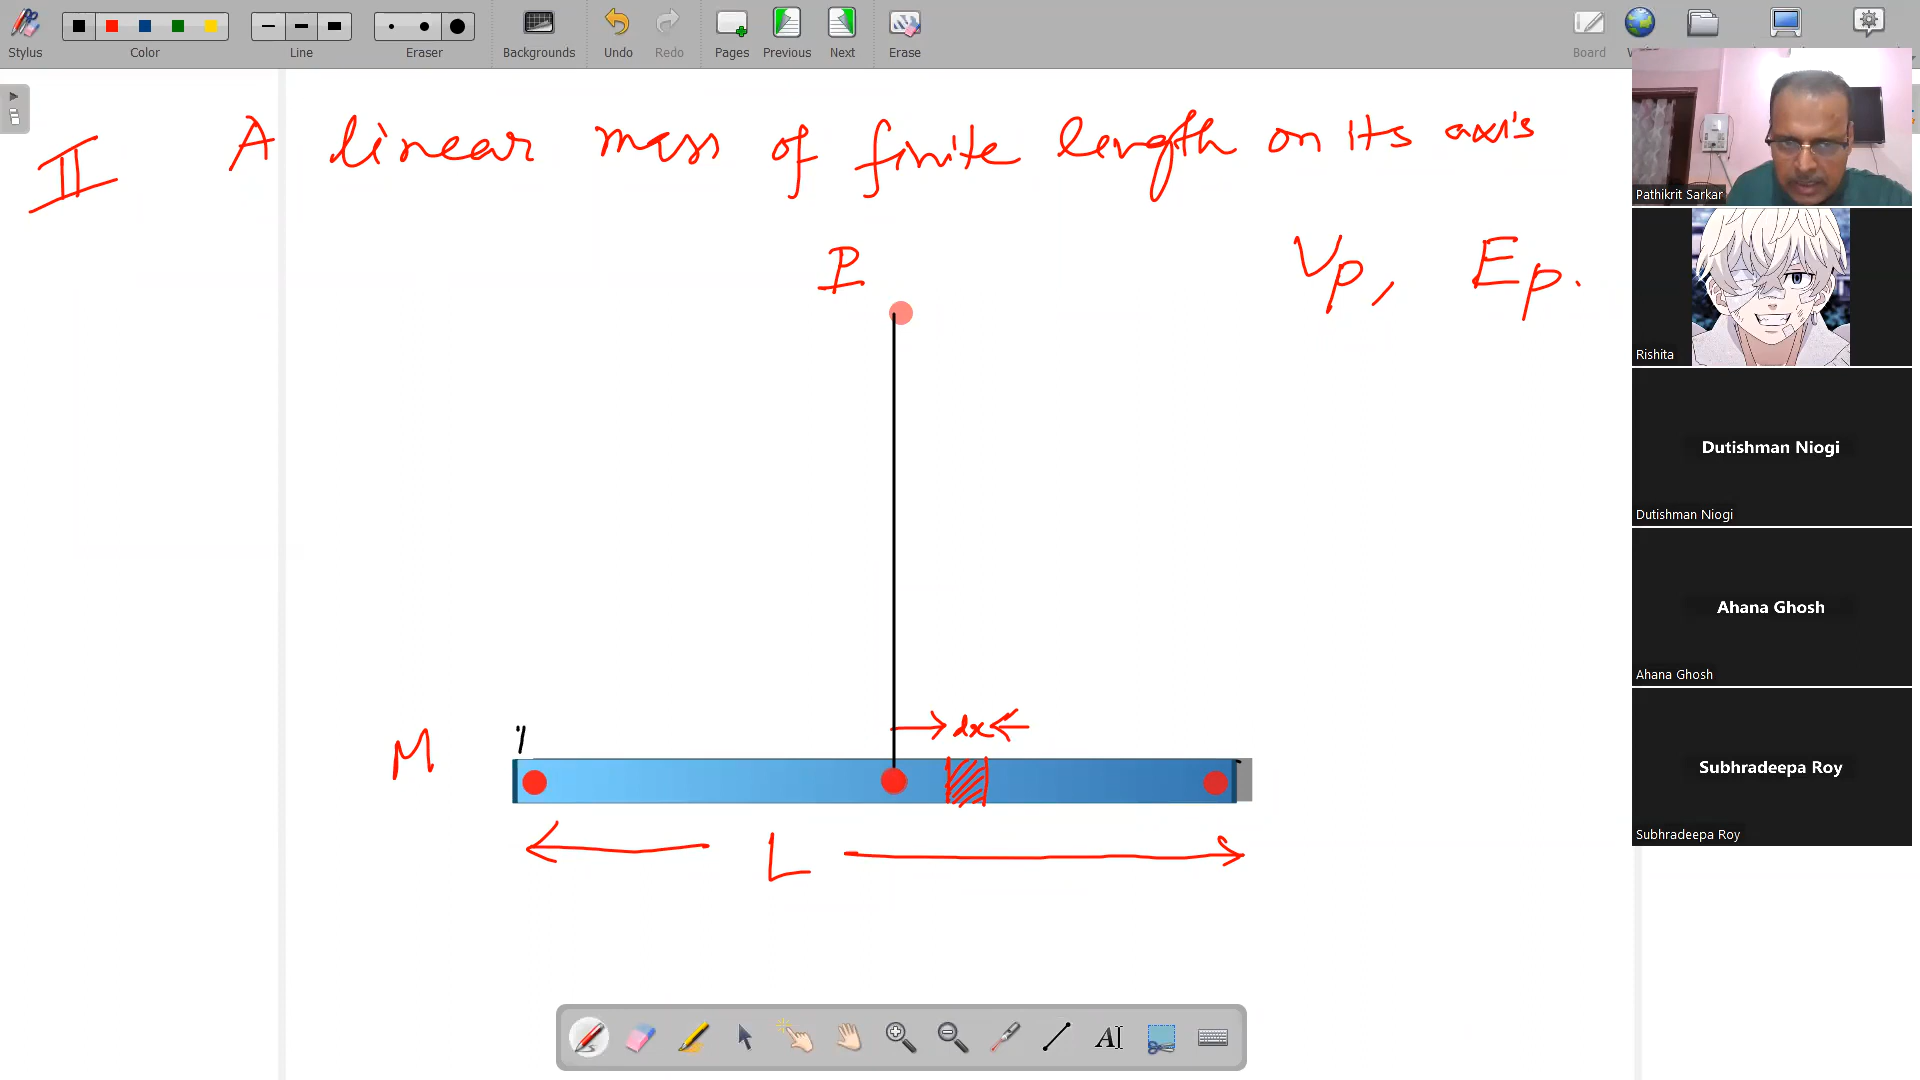 Stylus
Color
Line
Eraser
Backgrounds
Undo
Redo
Pages
Previous
Next
Erase
Board
II A linear mass of finite length on its axis
P
Vp, Ep.
M
dx
L
Pathikrit Sarkar
Rishita
Dutishman Niogi
Dutishman Niogi
Ahana Ghosh
Ahana Ghosh
Subhradeepa Roy
Subhradeepa Roy
AI